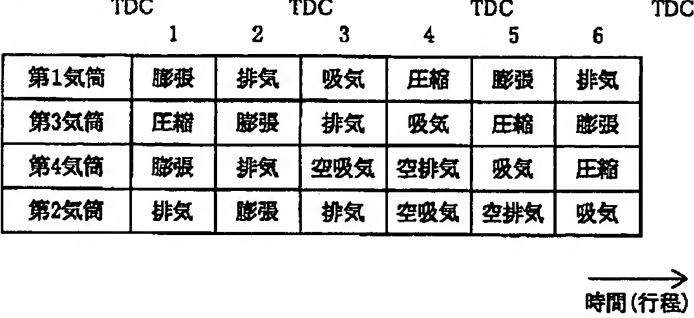 TDC TDC TDC TDC
1 2 3 4 5 6
第1気筒 膨張 排気 吸気 圧縮 膨張 排気
第3気筒 圧縮 膨張 排気 吸気 圧縮 膨張
第4気筒 膨張 排気 空吸気 空排気 吸気 圧縮
第2気筒 排気 膨張 排気 空吸気 空排気 吸気
時間(行程)